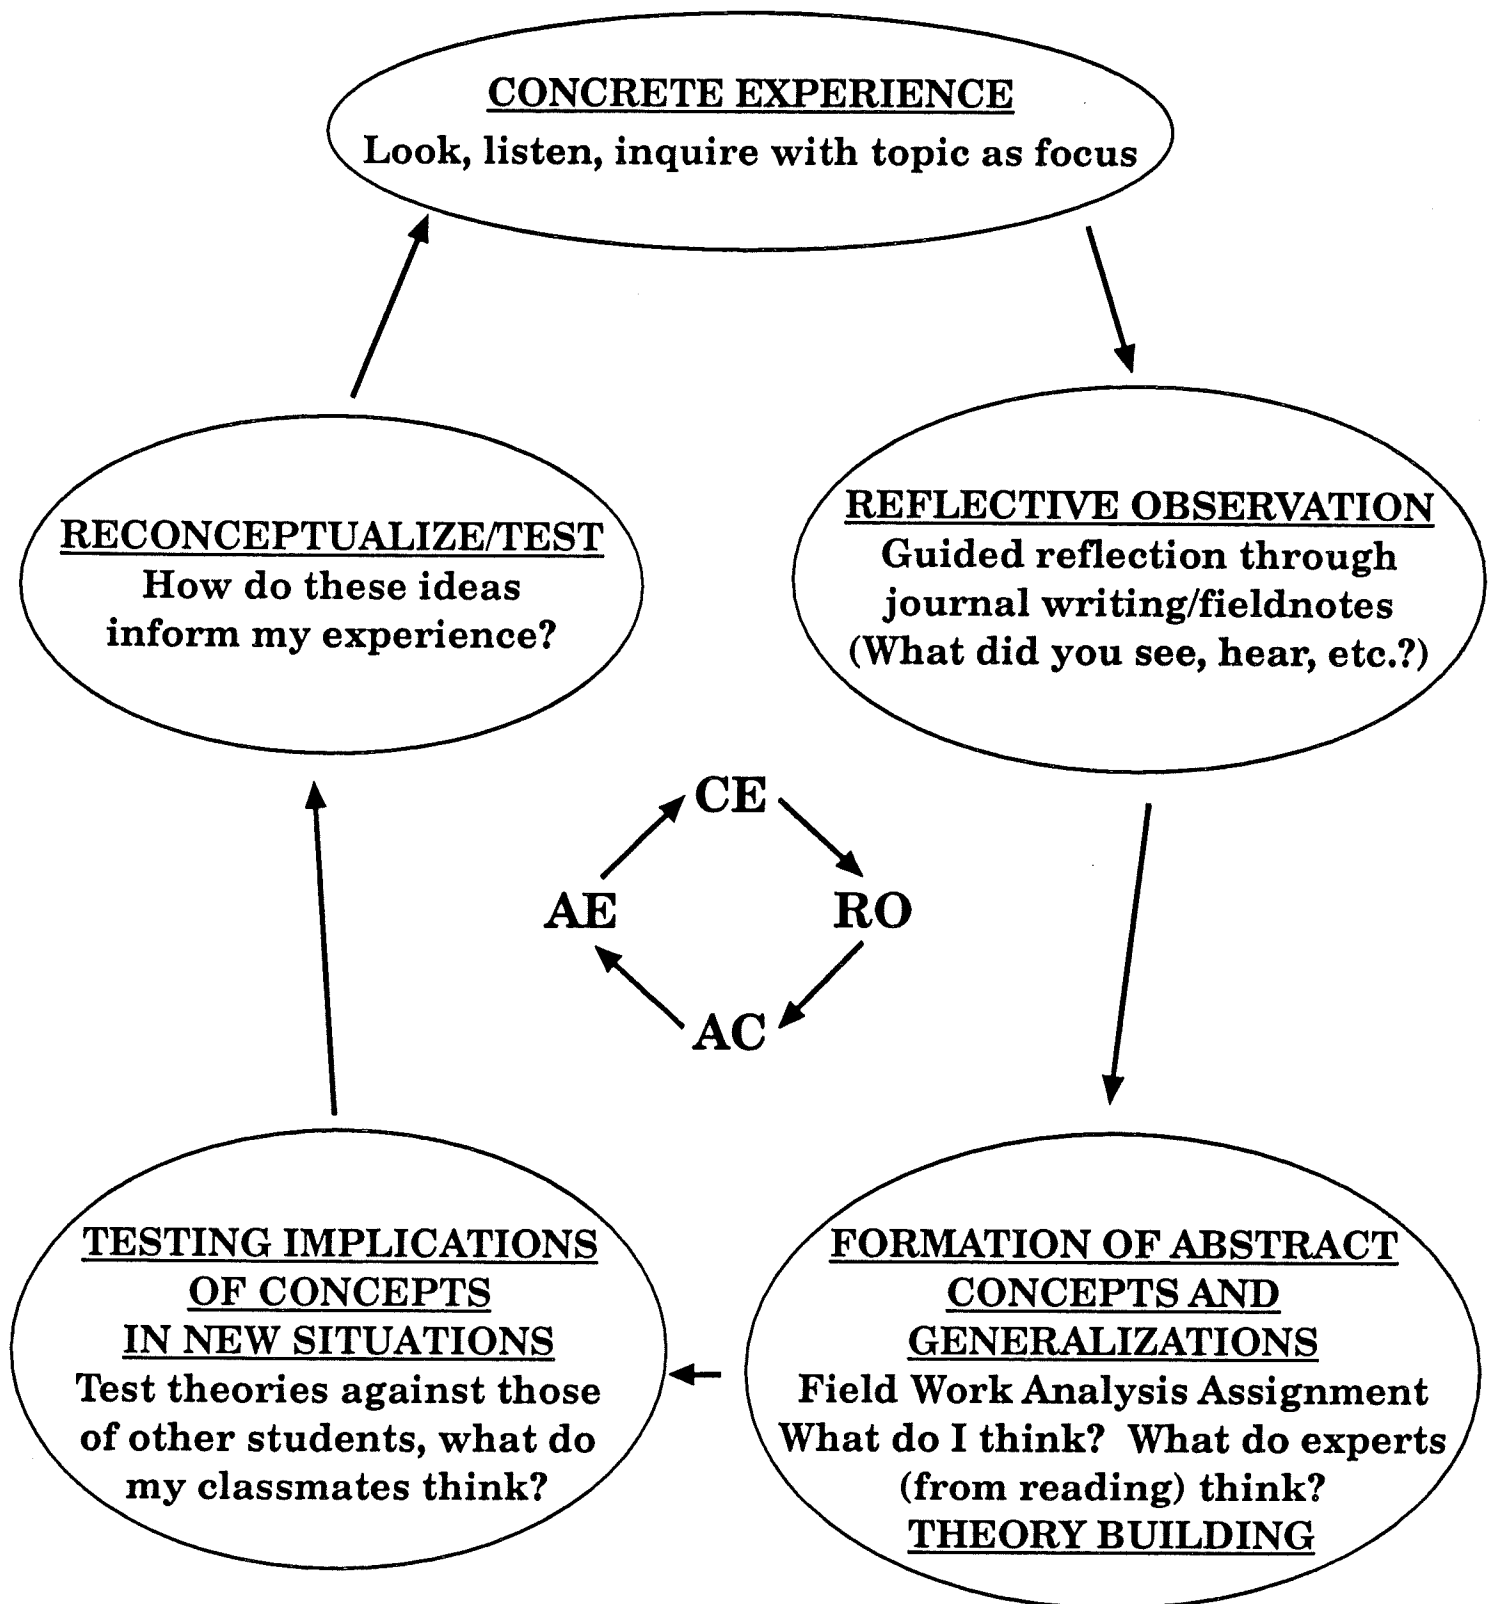 CONCRETE EXPERIENCE
Look, listen, inquire with topic as focus
REFLECTIVE OBSERVATION
Guided reflection through
journal writing/fieldnotes
(What did you see, hear, etc.?)
RECONCEPTUALIZE/TEST
How do these ideas
inform my experience?
CE
AE
RO
AC
TESTING IMPLICATIONS
OF CONCEPTS
IN NEW SITUATIONS
Test theories against those
of other students, what do
my classmates think?
FORMATION OF ABSTRACT
CONCEPTS AND
GENERALIZATIONS
Field Work Analysis Assignment
What do I think? What do experts
(from reading) think?
THEORY BUILDING